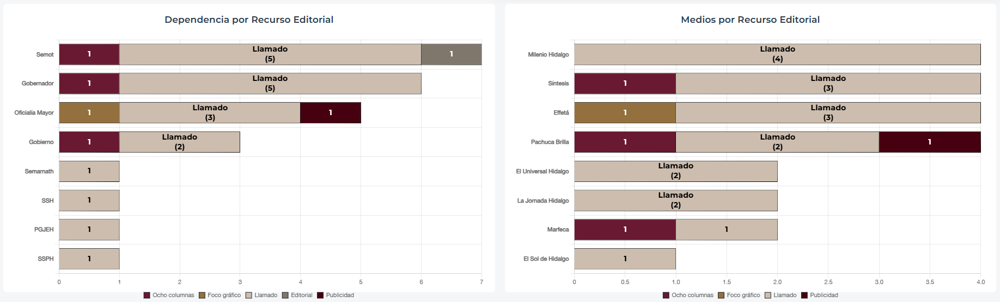 Dependencia por Recurso Editorial
Semot
1
Llamado
(5)
1
Gobernador
1
Llamado
(5)
Oficialía Mayor
1
Llamado
(3)
1
Gobierno
1
Llamado
(2)
Semarnath
1
SSH
1
PGJEH
1
SSPH
1
0 1 2 3 4 5 6 7
Ocho columnas Foco gráfico Llamado Editorial Publicidad
Medios por Recurso Editorial
Milenio Hidalgo
Llamado
(4)
Síntesis
1
Llamado
(3)
Effetá
1
Llamado
(3)
Pachuca Brilla
1
Llamado
(2)
1
El Universal Hidalgo
Llamado
(2)
La Jornada Hidalgo
Llamado
(2)
Marfeca
1
1
El Sol de Hidalgo
1
0 0.5 1.0 1.5 2.0 2.5 3.0 3.5 4.0
Ocho columnas Foco gráfico Llamado Publicidad